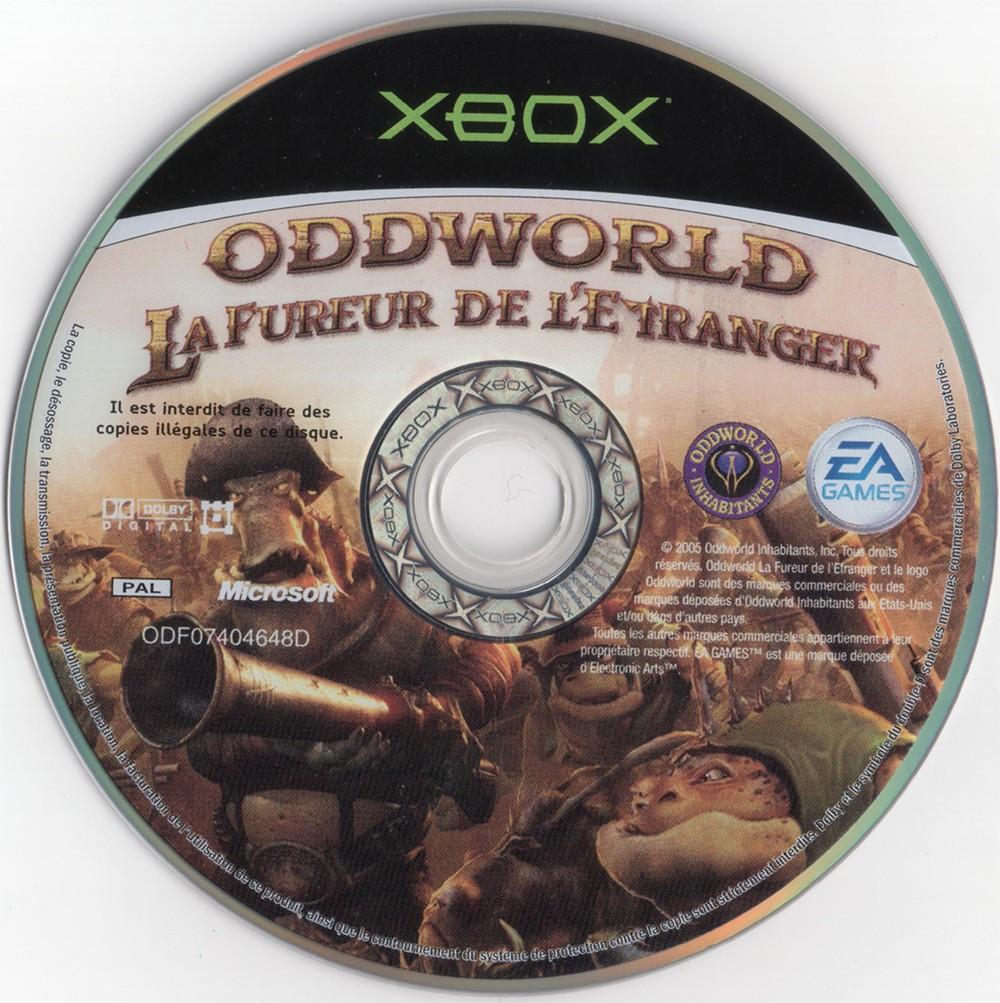 XBOX
ODDWORLD
LA FUREUR DE L'ETRANGER
Il est interdit de faire des
copies illégales de ce disque.
XBOX
XBOX
XBOX
XBOX
XBOX
XBOX
XBOX
ODDWORLD
INHABITANTS
EA
GAMES
DOLBY
DIGITAL
PAL
Microsoft
ODF07404648D
© 2005 Oddworld Inhabitants, Inc. Tous droits
réservés. Oddworld La Fureur de l'Etranger et le logo
Oddworld sont des marques commerciales ou des
marques déposées d'Oddworld Inhabitants aux Etats-Unis
et/ou dans d'autres pays.
Toutes les autres marques commerciales appartiennent à leur
propriétaire respectif. EA GAMES™ est une marque déposée
d'Electronic Arts™.
La copie, le désossage, la transmission, la présentation publique, la location, la facturation de l'utilisation de ce produit, ainsi que le contournement du système de protection contre la copie sont strictement interdits. Dolby et le symbole du double-D sont des marques commerciales de Dolby Laboratories.